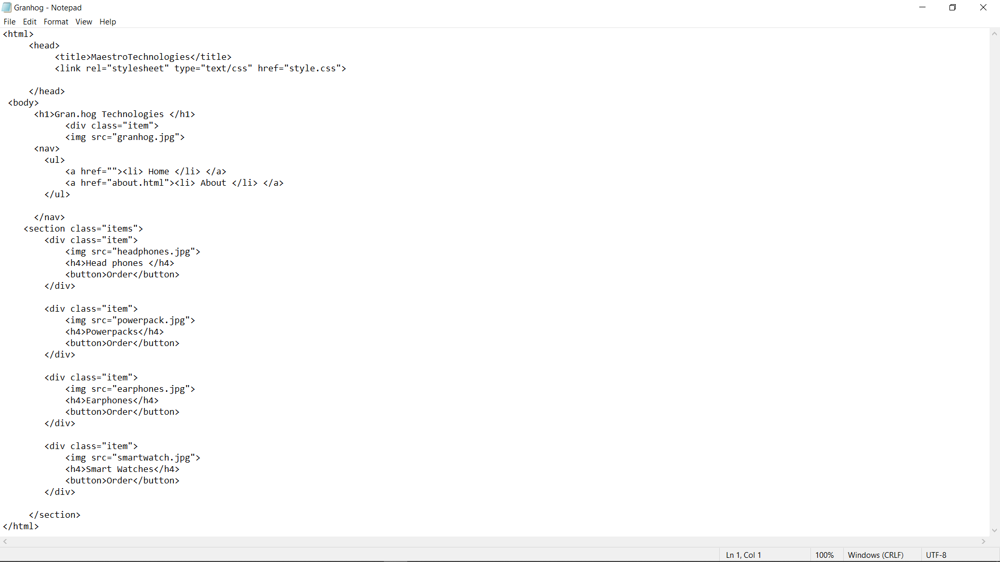 Granhog - Notepad
File Edit Format View Help
<html>
     <head>
          <title>MaestroTechnologies</title>
          <link rel="stylesheet" type="text/css" href="style.css">

     </head>
 <body>
      <h1>Gran.hog Technologies </h1>
            <div class="item">
            <img src="granhog.jpg">
      <nav>
        <ul>
            <a href=""><li> Home </li> </a>
            <a href="about.html"><li> About </li> </a>
        </ul>

      </nav>
    <section class="items">
        <div class="item">
            <img src="headphones.jpg">
            <h4>Head phones </h4>
            <button>Order</button>
        </div>

        <div class="item">
            <img src="powerpack.jpg">
            <h4>Powerpacks</h4>
            <button>Order</button>
        </div>

        <div class="item">
            <img src="earphones.jpg">
            <h4>Earphones</h4>
            <button>Order</button>
        </div>

        <div class="item">
            <img src="smartwatch.jpg">
            <h4>Smart Watches</h4>
            <button>Order</button>
        </div>

     </section>
</html>
Ln 1, Col 1 100% Windows (CRLF) UTF-8